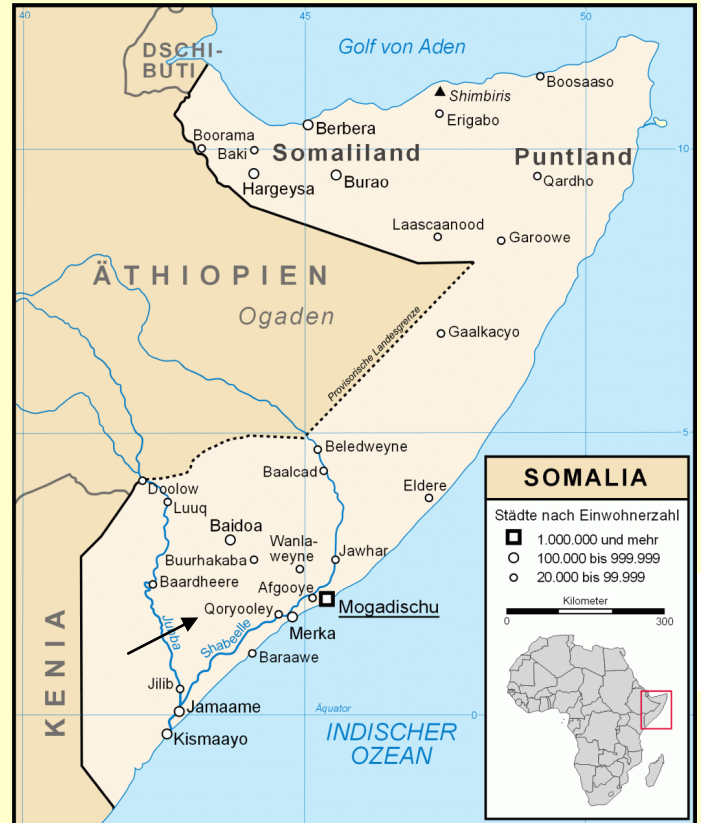 40
45
50
DSCHI-
BUTI
Golf von Aden
Boosaaso
Shimbiris
Erigabo
Berbera
Boorama
Baki
Somaliland
Puntland
10
Hargeysa
Burao
Qardho
Laascaanood
Garoowe
ÄTHIOPIEN
Ogaden
Provisorische Landesgrenze
Gaalkacyo
5
Beledweyne
Baalcad
Eldere
Doolow
Luuq
Baidoa
Wanla-
weyne
Buurhakaba
Jawhar
Baardheere
Afgooye
Qoryooley
Mogadischu
Merka
Jubba
Shabeelle
Baraawe
KENIA
Jilib
Jamaame
Äquator
0
Kismaayo
INDISCHER
OZEAN
SOMALIA
Städte nach Einwohnerzahl
1.000.000 und mehr
100.000 bis 999.999
20.000 bis 99.999
Kilometer
0
300